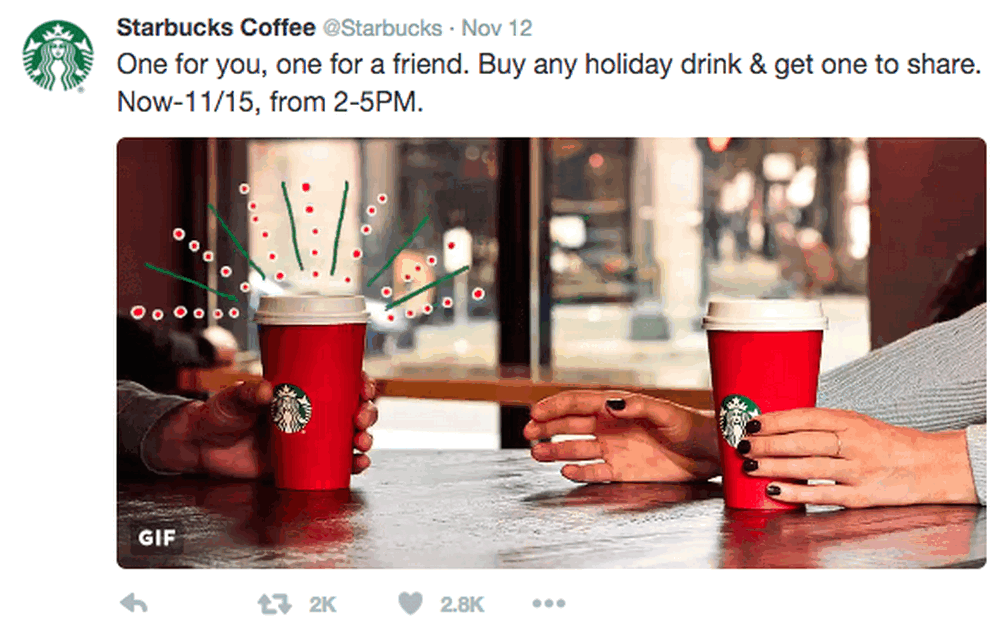 Starbucks Coffee @Starbucks · Nov 12
One for you, one for a friend. Buy any holiday drink & get one to share.
Now-11/15, from 2-5PM.
GIF
2K 2.8K